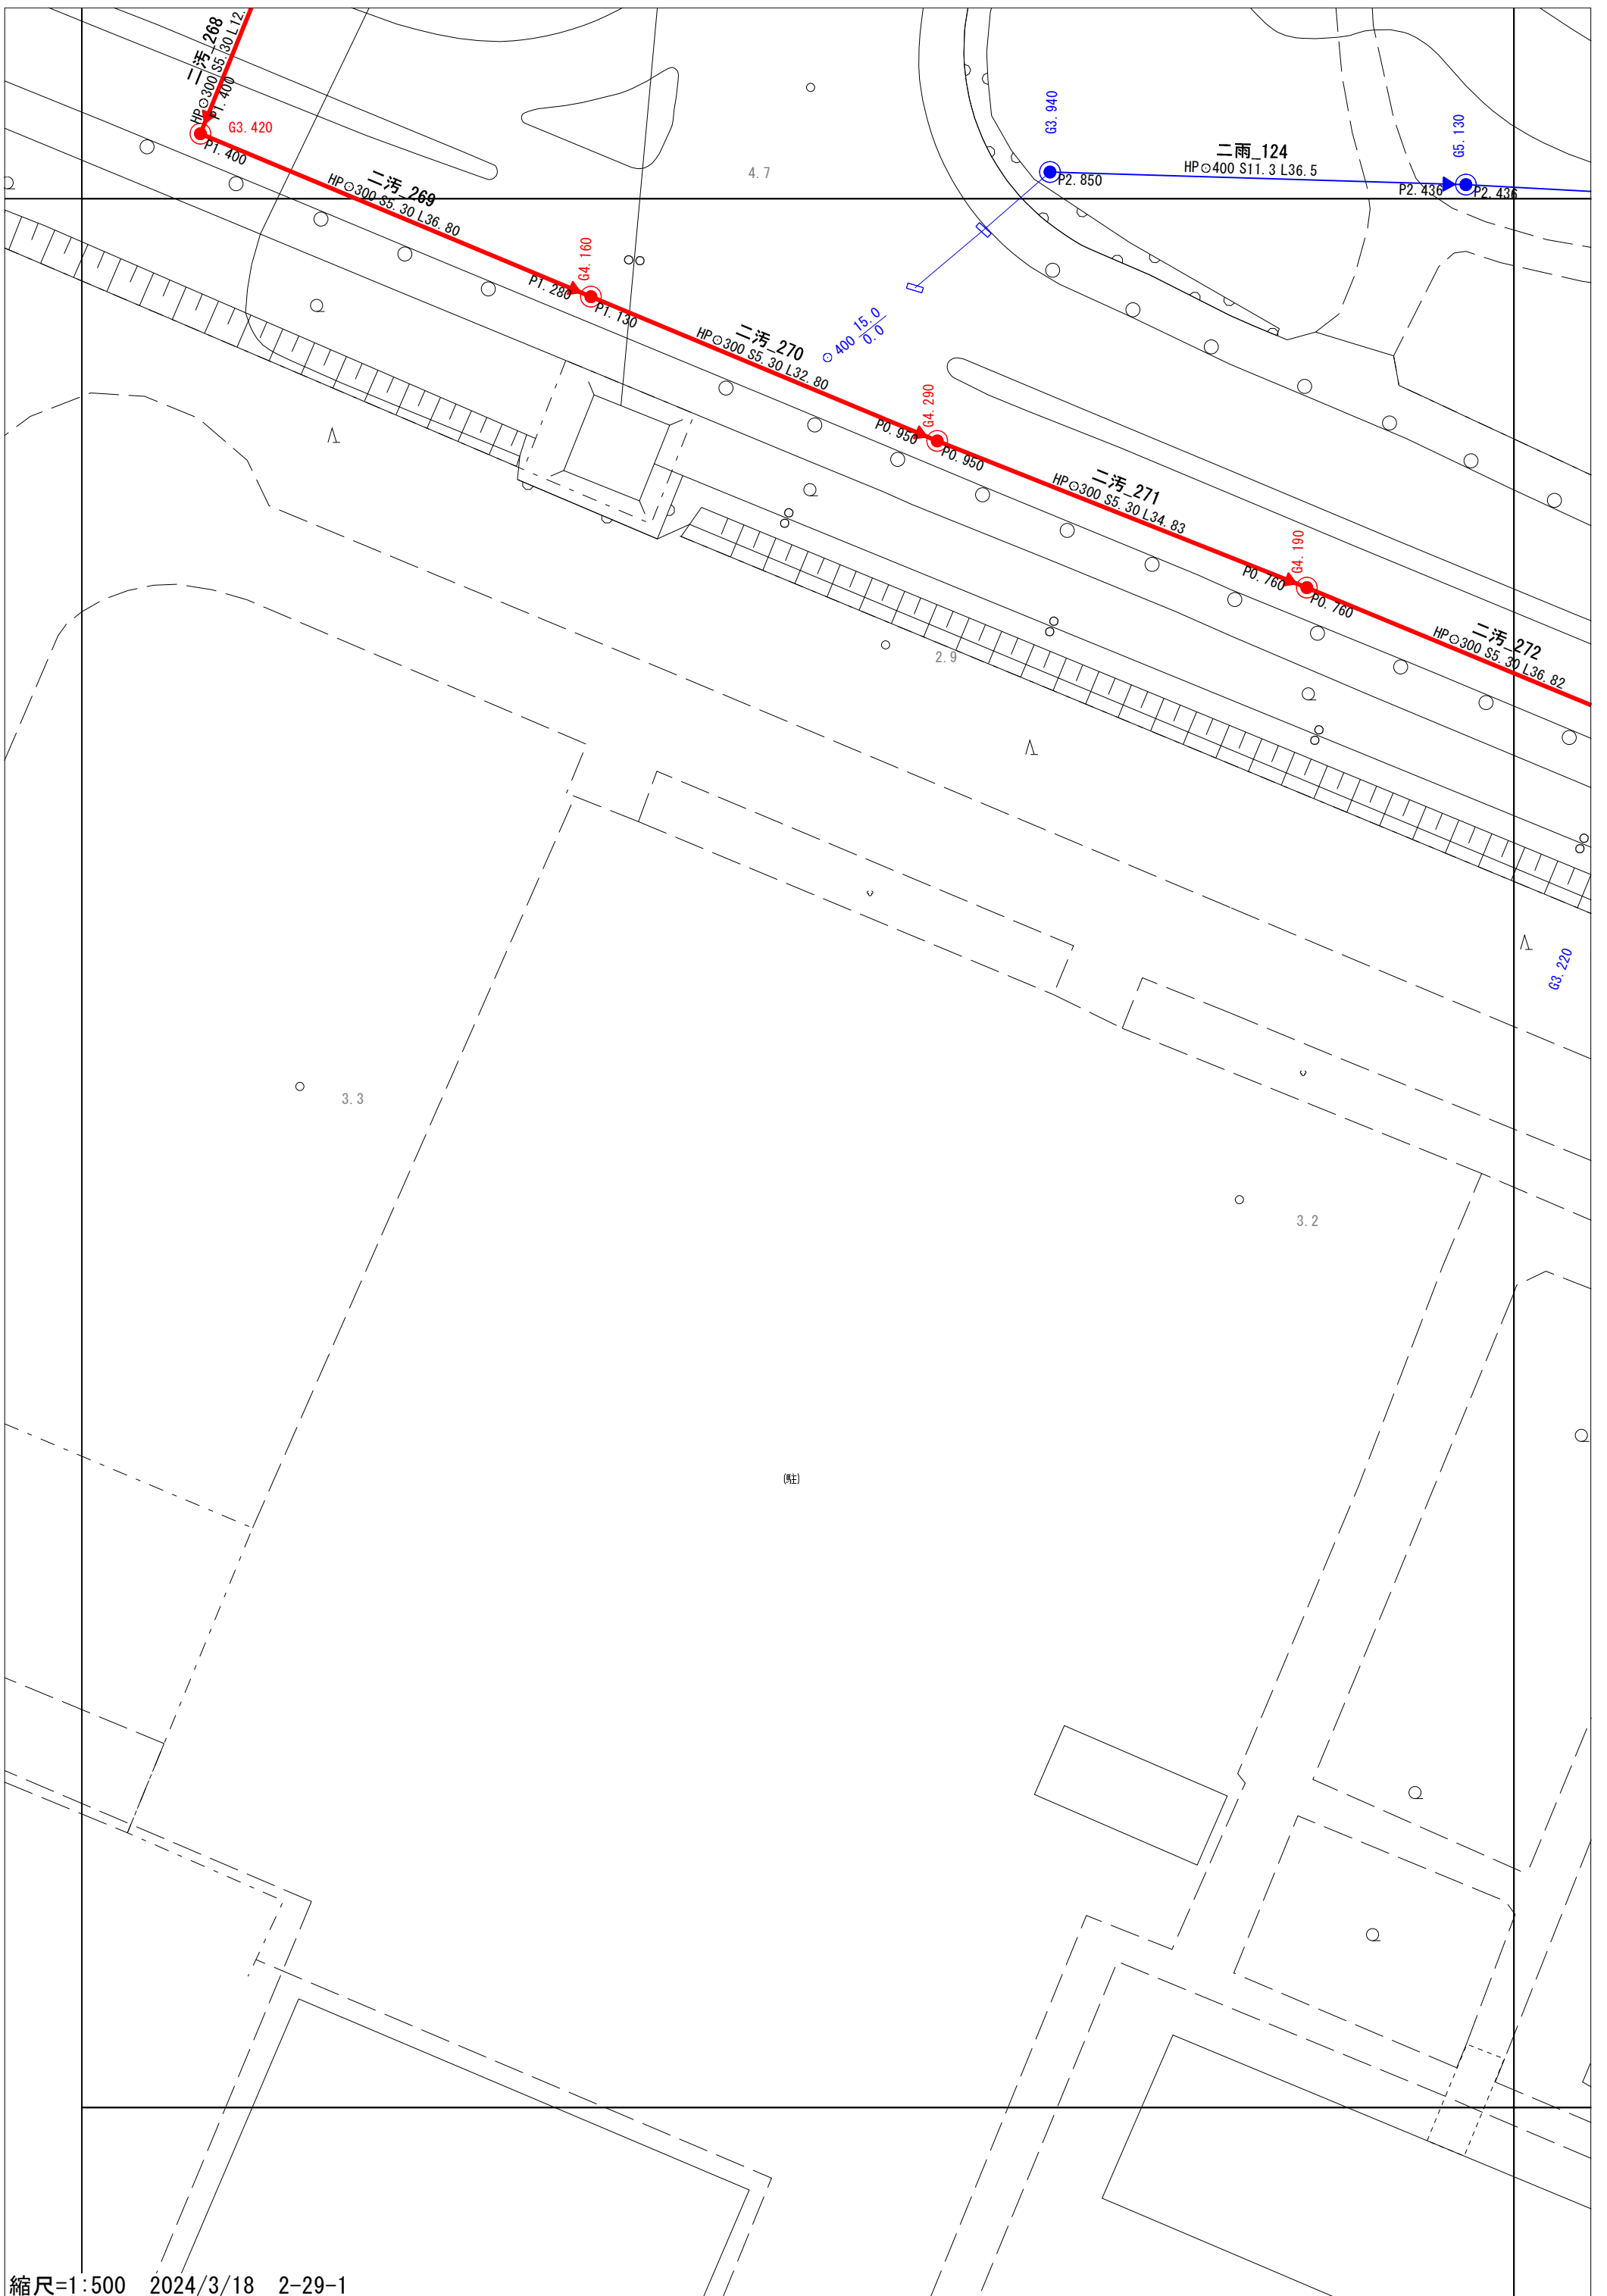 二汚_268
HP⊙300 S5.30 L12.
P1.400
G3.420
P1.400
二汚_269
HP⊙300 S5.30 L36.80
4.7
G3.940
P2.850
二雨_124
HP⊙400 S11.3 L36.5
G5.130
P2.436
P2.436
G4.160
P1.280
P1.130
⊙ 400 15.0
0.0
二汚_270
HP⊙300 S5.30 L32.80
G4.290
P0.950
P0.950
二汚_271
HP⊙300 S5.30 L34.83
G4.190
P0.760
P0.760
二汚_272
HP⊙300 S5.30 L36.82
2.9
G3.220
3.3
3.2
(駐)
縮尺=1:500 2024/3/18 2-29-1